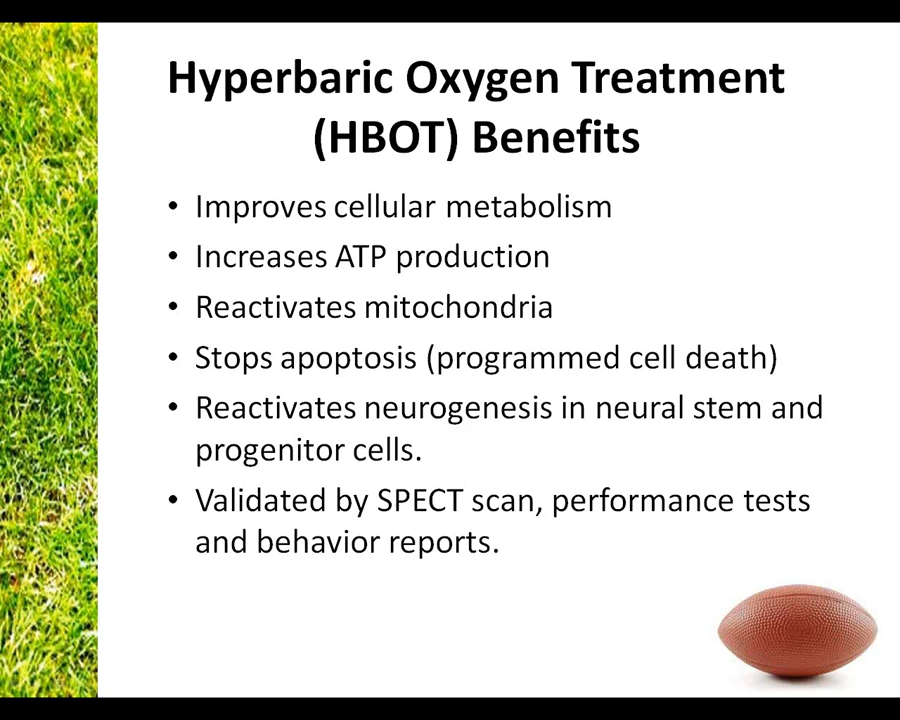 Hyperbaric Oxygen Treatment
(HBOT) Benefits
• Improves cellular metabolism
• Increases ATP production
• Reactivates mitochondria
• Stops apoptosis (programmed cell death)
• Reactivates neurogenesis in neural stem and
progenitor cells.
• Validated by SPECT scan, performance tests
and behavior reports.